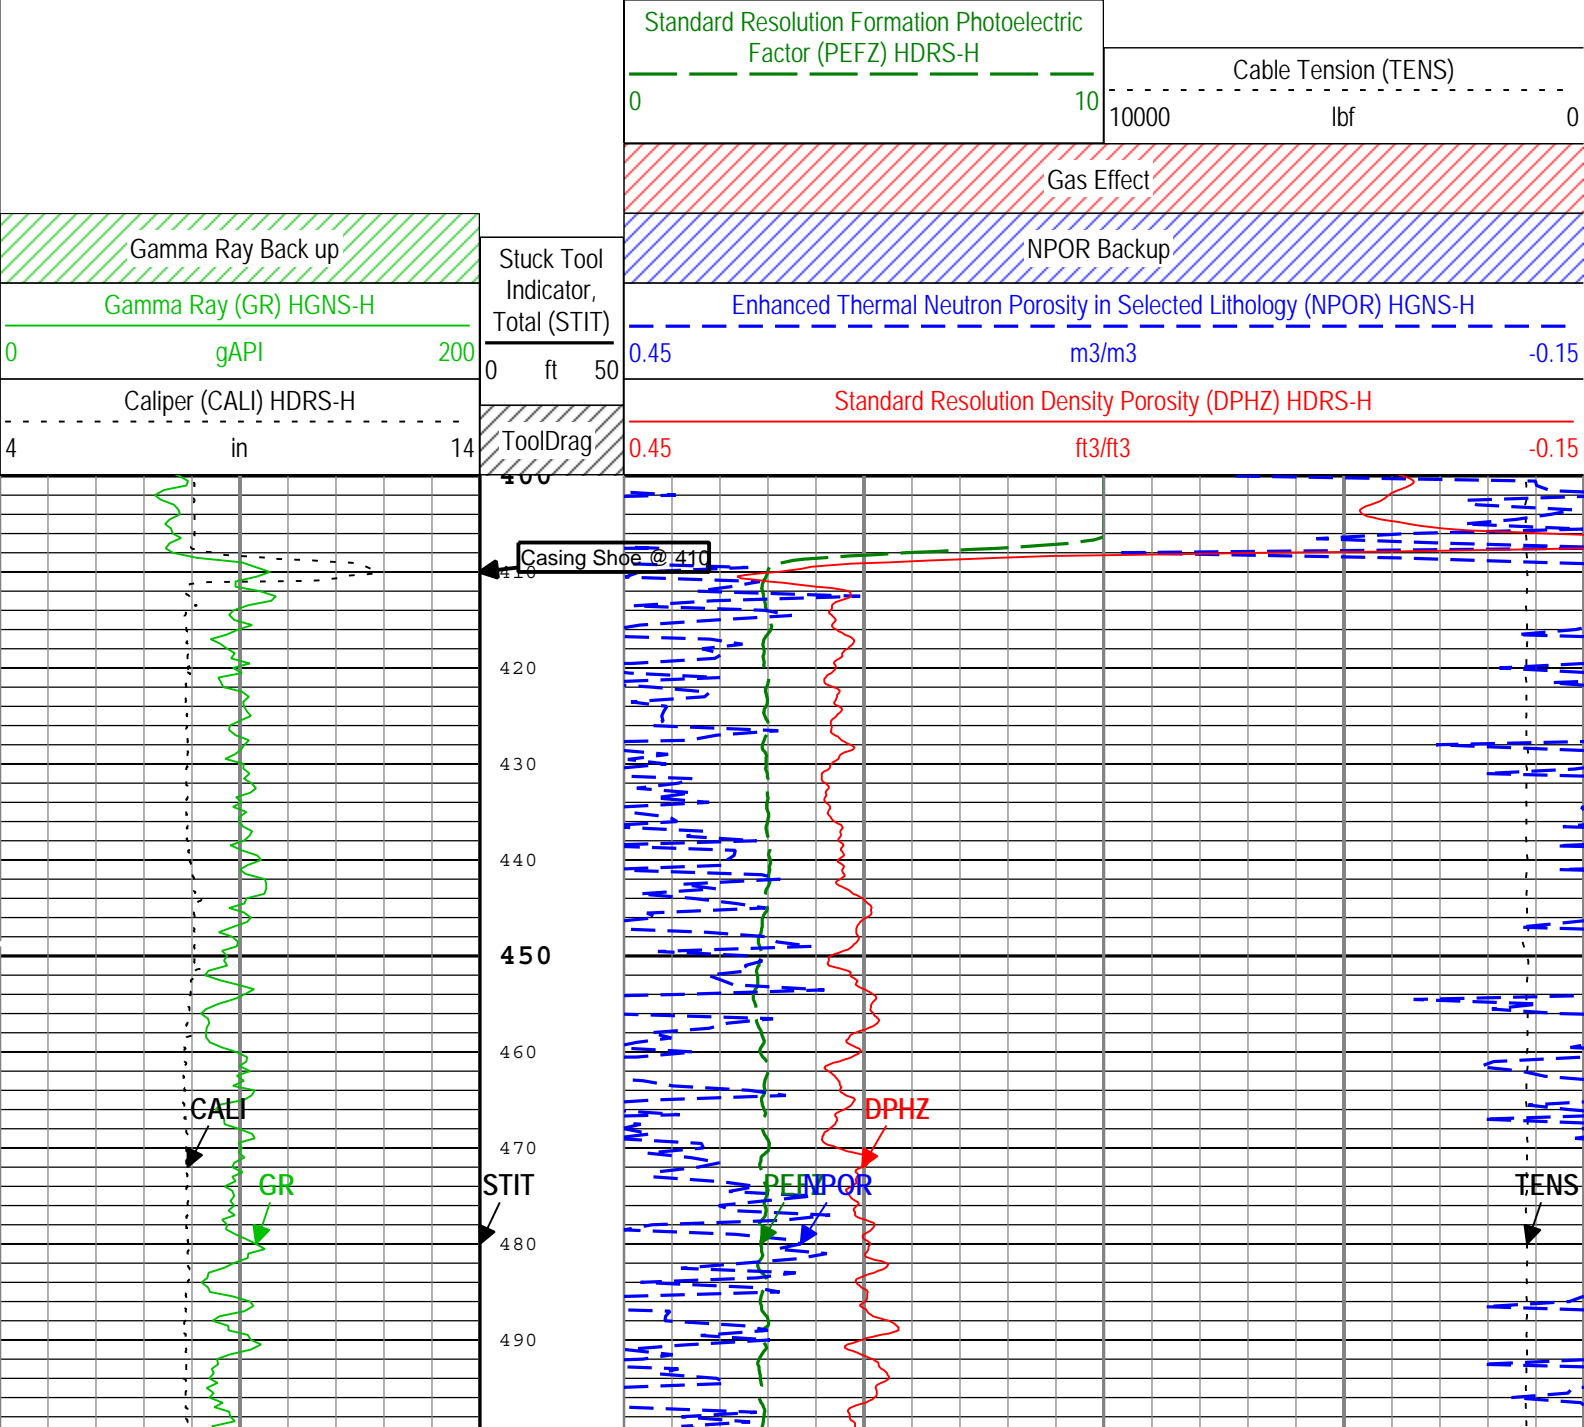 Standard Resolution Formation Photoelectric
Factor (PEFZ) HDRS-H
0 10
Cable Tension (TENS)
10000 lbf 0
Gas Effect
Gamma Ray Back up
NPOR Backup
Stuck Tool
Indicator,
Total (STIT)
0 ft 50
Gamma Ray (GR) HGNS-H
0 gAPI 200
Enhanced Thermal Neutron Porosity in Selected Lithology (NPOR) HGNS-H
0.45 m3/m3 -0.15
Caliper (CALI) HDRS-H
4 in 14
ToolDrag
Standard Resolution Density Porosity (DPHZ) HDRS-H
0.45 ft3/ft3 -0.15
400
Casing Shoe @ 410
410
420
430
440
450
460
CALI
DPHZ
470
GR
STIT
PEFZ
NPOR
TENS
480
490